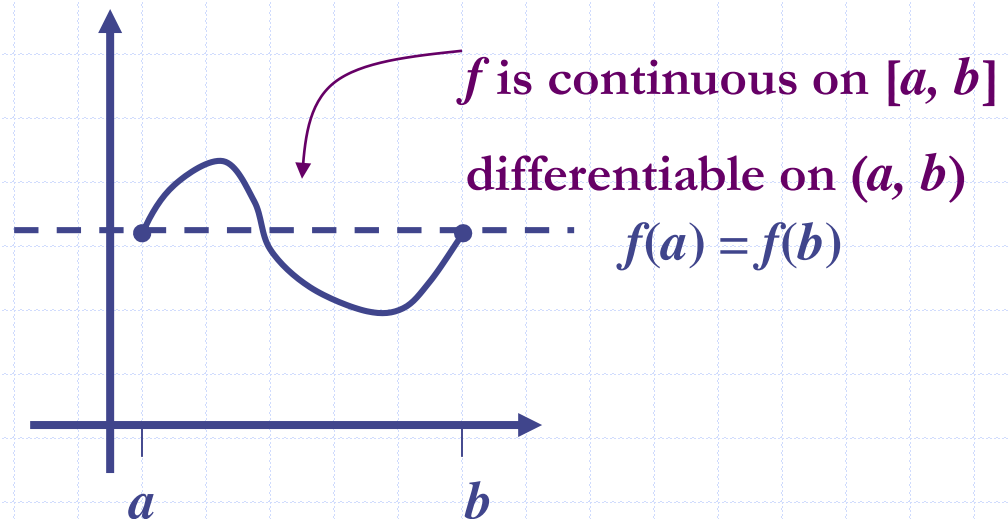 f is continuous on [a, b]
differentiable on (a, b)
f(a) = f(b)
a
b